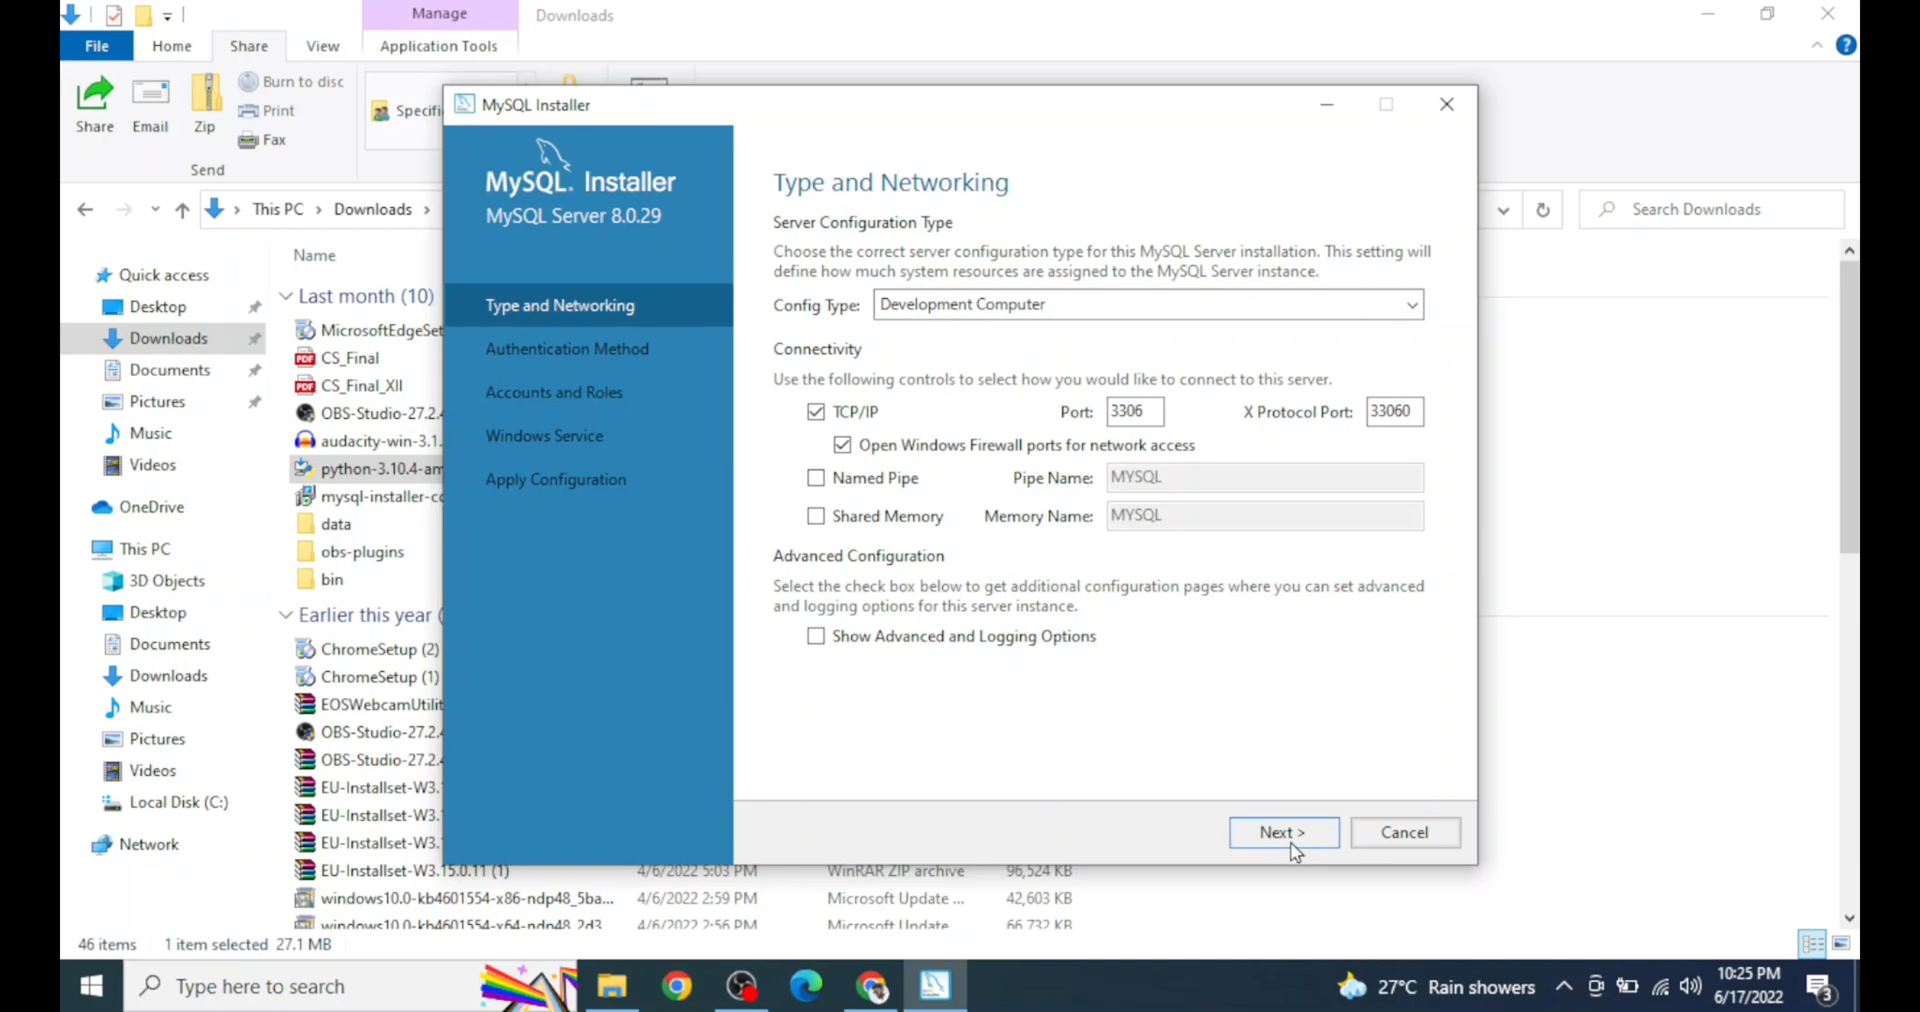 Manage
Downloads
File
Home
Share
View
Application Tools
Share
Email
Zip
Burn to disc
Print
Fax
Send
This PC
Downloads
Search Downloads
Name
Quick access
Desktop
Downloads
Documents
Pictures
Music
Videos
OneDrive
This PC
3D Objects
Desktop
Documents
Downloads
Music
Pictures
Videos
Local Disk (C:)
Network
Last month (10)
MicrosoftEdgeSet
CS_Final
CS_Final_XII
OBS-Studio-27.2.4
audacity-win-3.1.
python-3.10.4-am
mysql-installer-co
data
obs-plugins
bin
Earlier this year (
ChromeSetup (2)
ChromeSetup (1)
EOSWebcamUtilit
OBS-Studio-27.2.4
OBS-Studio-27.2.4
EU-Installset-W3.
EU-Installset-W3.
EU-Installset-W3.
EU-Installset-W3.15.0.11 (1) 4/6/2022 5:03 PM WinRAR ZIP archive 96,524 KB
windows10.0-kb4601554-x86-ndp48_5ba... 4/6/2022 2:59 PM Microsoft Update ... 42,603 KB
windows10.0-kb4601554-x64-ndp48_2d3 4/6/2022 2:56 PM Microsoft Update 66,732 KB
46 items 1 item selected 27.1 MB
MySQL Installer
MySQL. Installer
MySQL Server 8.0.29
Type and Networking
Authentication Method
Accounts and Roles
Windows Service
Apply Configuration
Type and Networking
Server Configuration Type
Choose the correct server configuration type for this MySQL Server installation. This setting will
define how much system resources are assigned to the MySQL Server instance.
Config Type: Development Computer
Connectivity
Use the following controls to select how you would like to connect to this server.
TCP/IP Port: 3306 X Protocol Port: 33060
Open Windows Firewall ports for network access
Named Pipe Pipe Name: MYSQL
Shared Memory Memory Name: MYSQL
Advanced Configuration
Select the check box below to get additional configuration pages where you can set advanced
and logging options for this server instance.
Show Advanced and Logging Options
Next > Cancel
Type here to search
27°C Rain showers
10:25 PM
6/17/2022
3